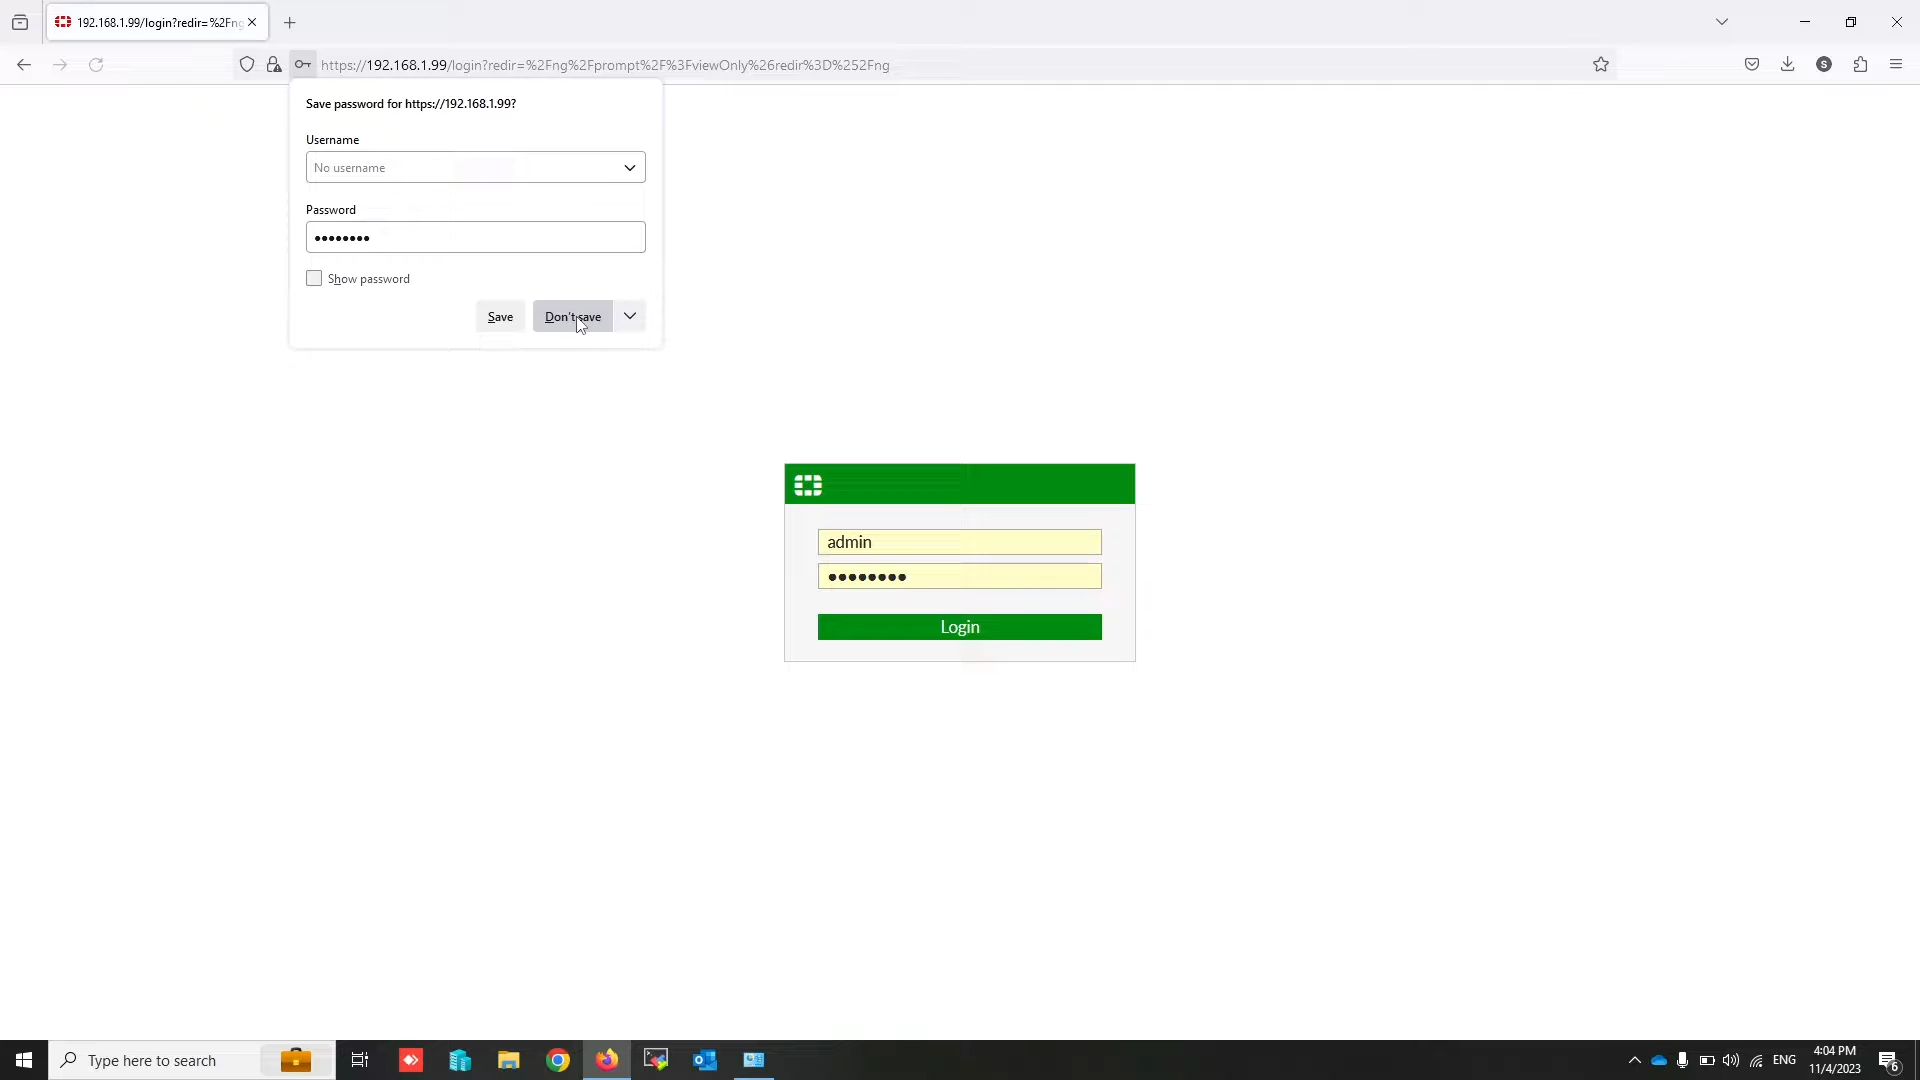 192.168.1.99/login?redir=%2Fng
https://192.168.1.99/login?redir=%2Fng%2Fprompt%2F%3FviewOnly%26redir%3D%252Fng
S
Save password for https://192.168.1.99?
Username
No username
Password
Show password
Save
Don't save
admin
Login
Type here to search
ENG
4:04 PM
11/4/2023
6